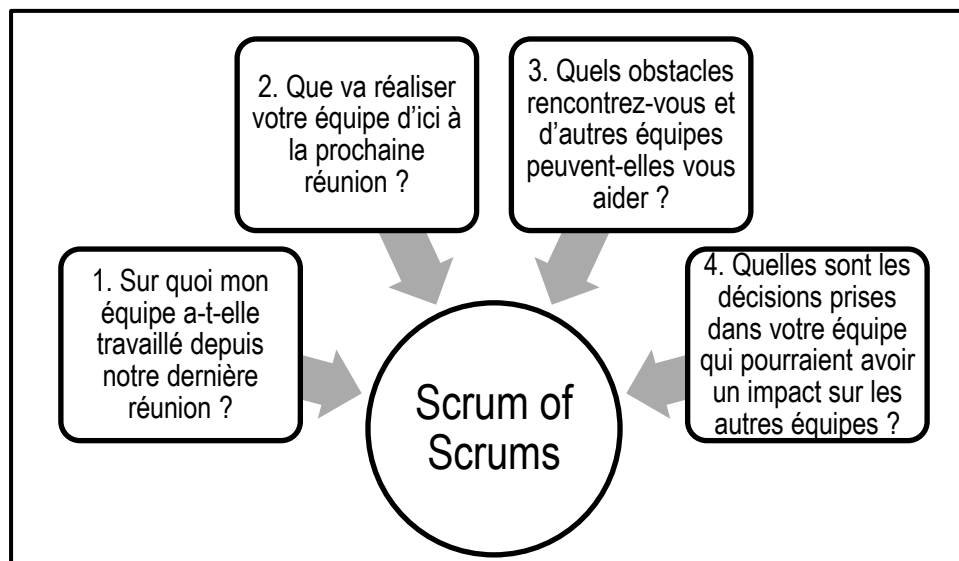 1. Sur quoi mon
équipe a-t-elle
travaillé depuis
notre dernière
réunion ?
2. Que va réaliser
votre équipe d'ici à
la prochaine
réunion ?
3. Quels obstacles
rencontrez-vous et
d'autres équipes
peuvent-elles vous
aider ?
4. Quelles sont les
décisions prises
dans votre équipe
qui pourraient avoir
un impact sur les
autres équipes ?
Scrum of
Scrums